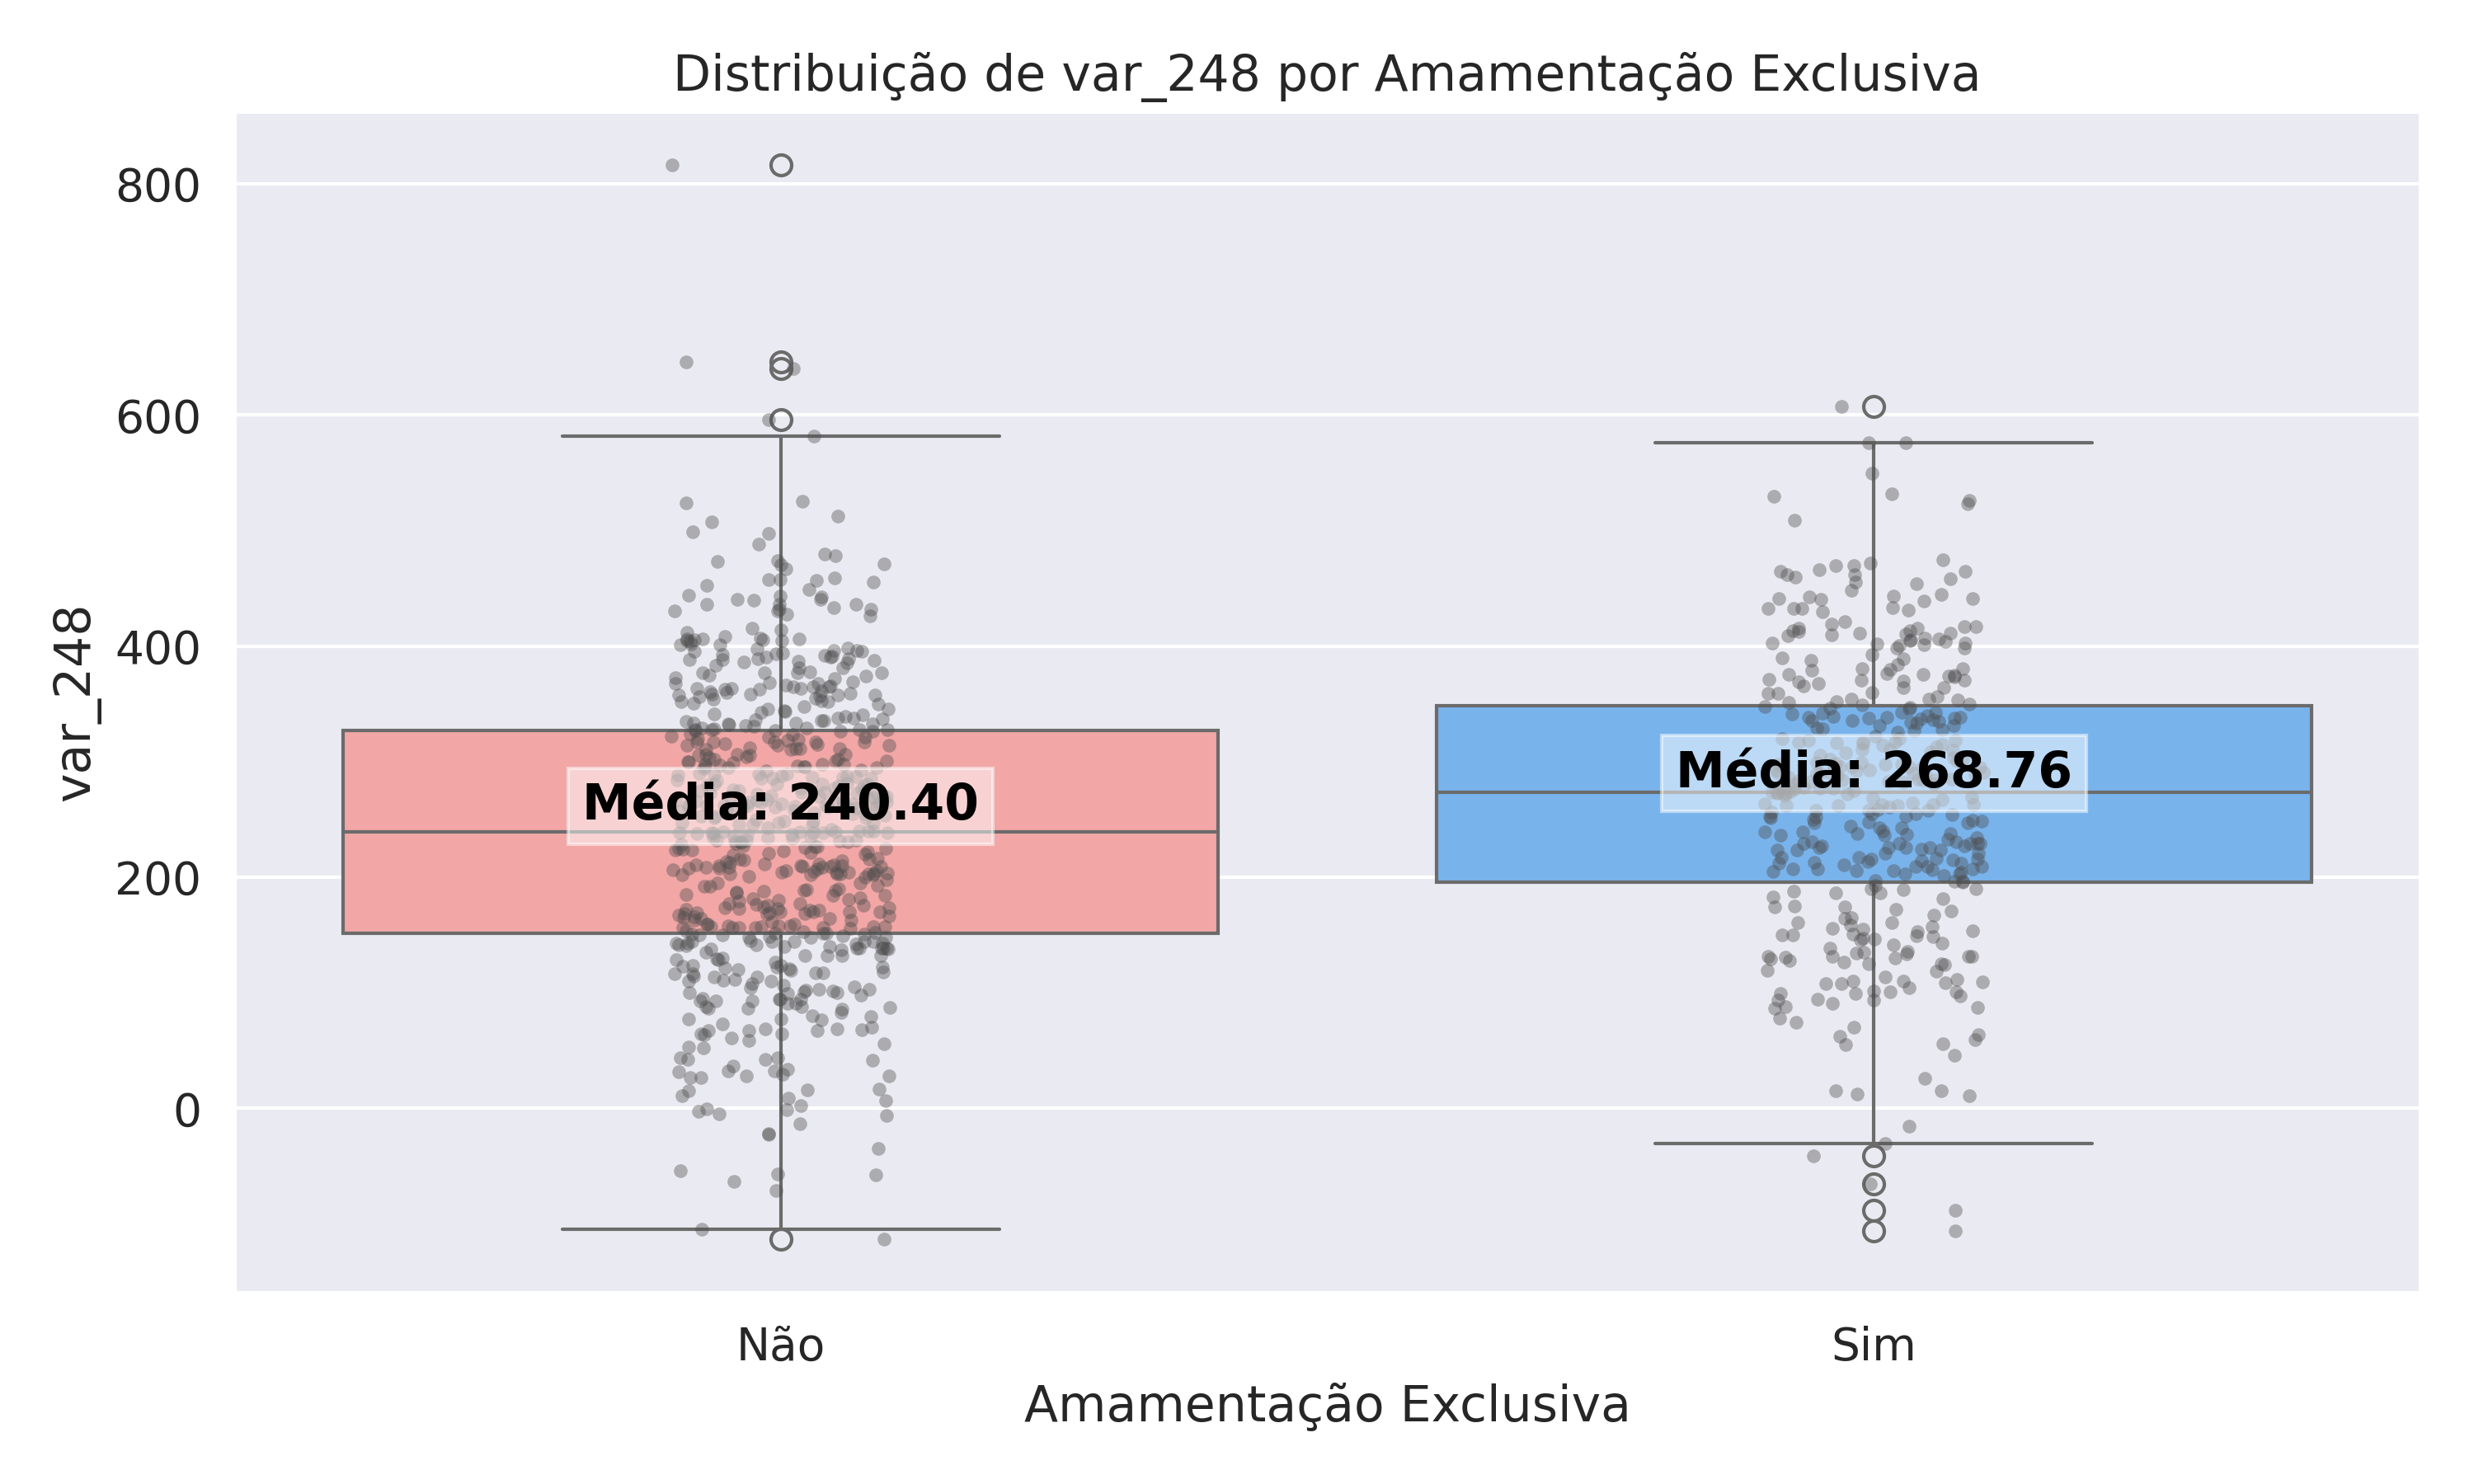 Distribuição de var_248 por Amamentação Exclusiva
800
600
400
200
0
var_248
Média: 240.40
Média: 268.76
Não
Sim
Amamentação Exclusiva